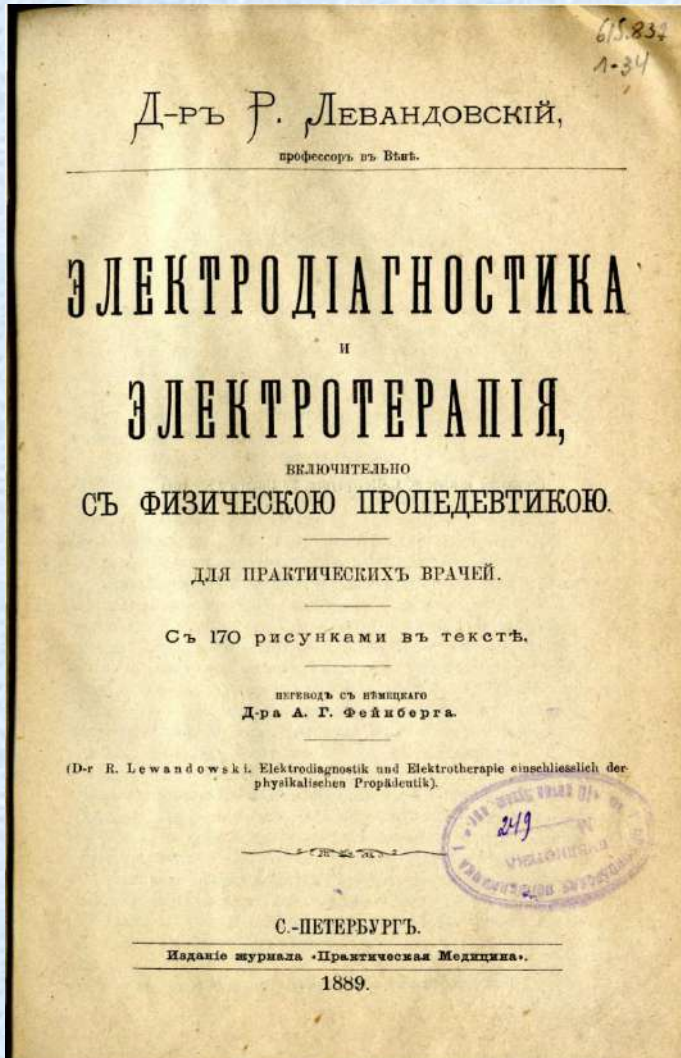 615.837
Л-34
Д-РЪ Р. ЛЕВАНДОВСКІЙ,
профессоръ въ Вѣнѣ.
ЭЛЕКТРОДІАГНОСТИКА
И
ЭЛЕКТРОТЕРАПІЯ,
ВКЛЮЧИТЕЛЬНО
СЪ ФИЗИЧЕСКОЮ ПРОПЕДЕВТИКОЮ.
ДЛЯ ПРАКТИЧЕСКИХЪ ВРАЧЕЙ.
Съ 170 рисунками въ текстѣ.
ПЕРЕВОДЪ СЪ НѢМЕЦКАГО
Д-ра А. Г. Фейнберга.
(D-r R. Lewandowski. Elektrodiagnostik und Elektrotherapie einschliesslich der-
physikalischen Propädeutik).
249
БИБЛИОТЕКА
С.-ПЕТЕРБУРГЪ.
Изданіе журнала «Практическая Медицина».
1889.